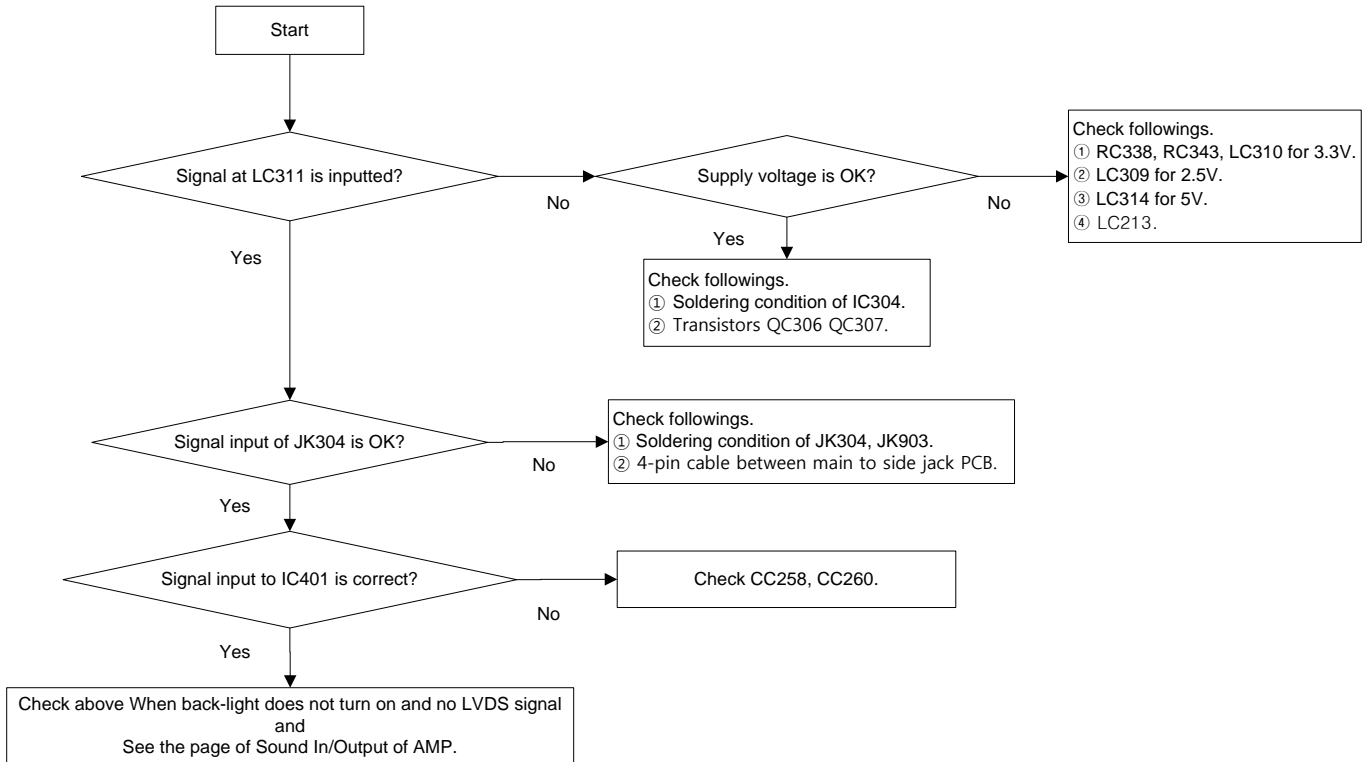 Start
Signal at LC311 is inputted?
No
Yes
Supply voltage is OK?
No
Yes
Check followings.
① RC338, RC343, LC310 for 3.3V.
② LC309 for 2.5V.
③ LC314 for 5V.
④ LC213.
Check followings.
① Soldering condition of IC304.
② Transistors QC306 QC307.
Signal input of JK304 is OK?
No
Yes
Check followings.
① Soldering condition of JK304, JK903.
② 4-pin cable between main to side jack PCB.
Signal input to IC401 is correct?
No
Yes
Check CC258, CC260.
Check above When back-light does not turn on and no LVDS signal
and
See the page of Sound In/Output of AMP.